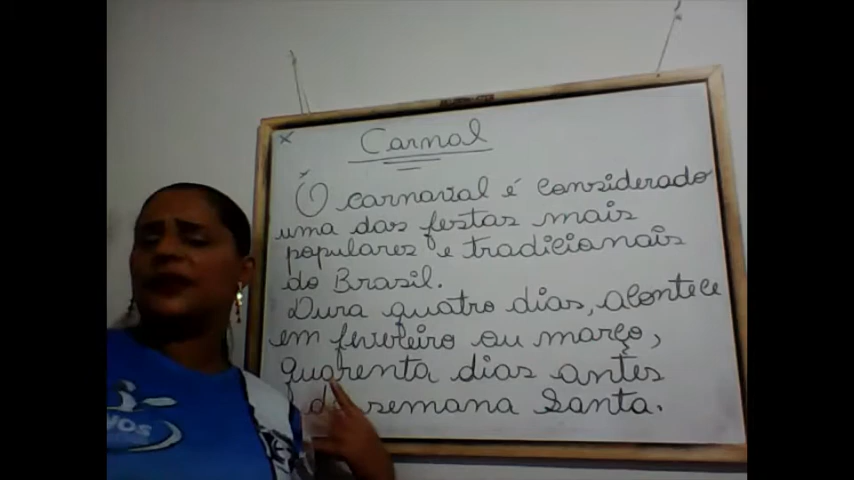 Carnal
O carnaval é considerado
uma das festas mais
populares e tradicionais
do Brasil.
Dura quatro dias, acontece
em fevereiro ou março,
quarenta dias antes
da semana Santa.